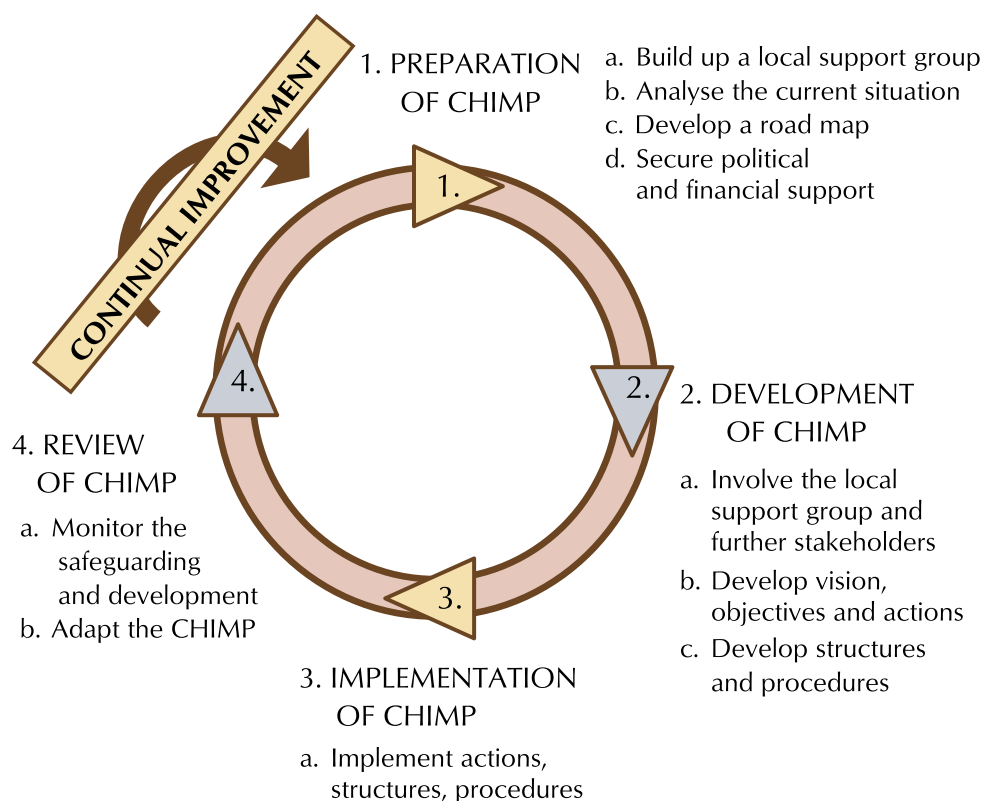 CONTINUAL IMPROVEMENT
1. PREPARATION
OF CHIMP
a. Build up a local support group
b. Analyse the current situation
c. Develop a road map
d. Secure political
and financial support
1.
2.
3.
4.
2. DEVELOPMENT
OF CHIMP
a. Involve the local
support group and
further stakeholders
b. Develop vision,
objectives and actions
c. Develop structures
and procedures
3. IMPLEMENTATION
OF CHIMP
a. Implement actions,
structures, procedures
4. REVIEW
OF CHIMP
a. Monitor the
safeguarding
and development
b. Adapt the CHIMP